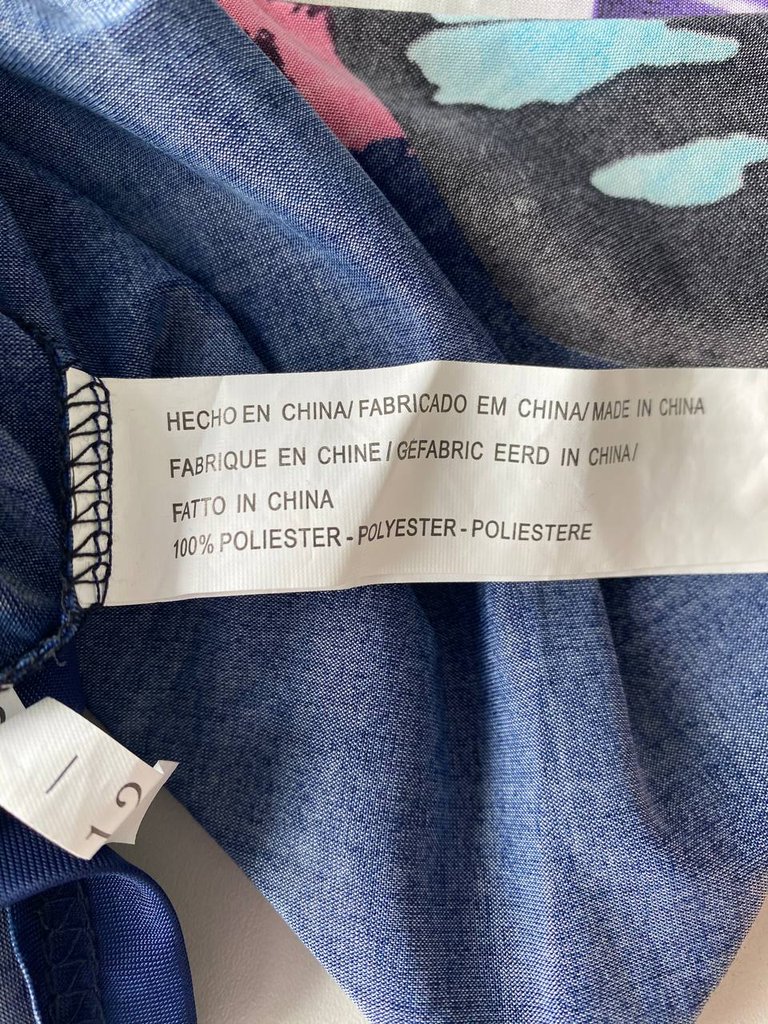 HECHO EN CHINA/ FABRICADO EM CHINA/ MADE IN CHINA
FABRIQUE EN CHINE / GEFABRIC EERD IN CHINA/
FATTO IN CHINA
100% POLIESTER - POLYESTER - POLIESTERE
12